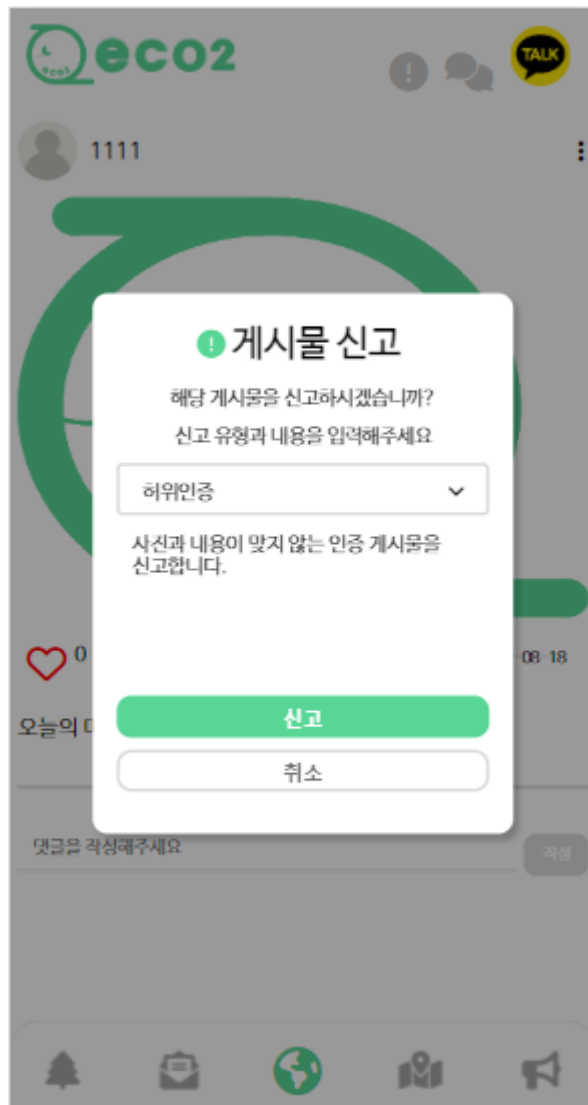 eco2
eco2
TALK
1111
게시물 신고
해당 게시물을 신고하시겠습니까?
신고 유형과 내용을 입력해주세요
허위인증
사진과 내용이 맞지 않는 인증 게시물을
신고합니다.
0
08-18
오늘의
신고
취소
댓글을 작성해주세요
작성